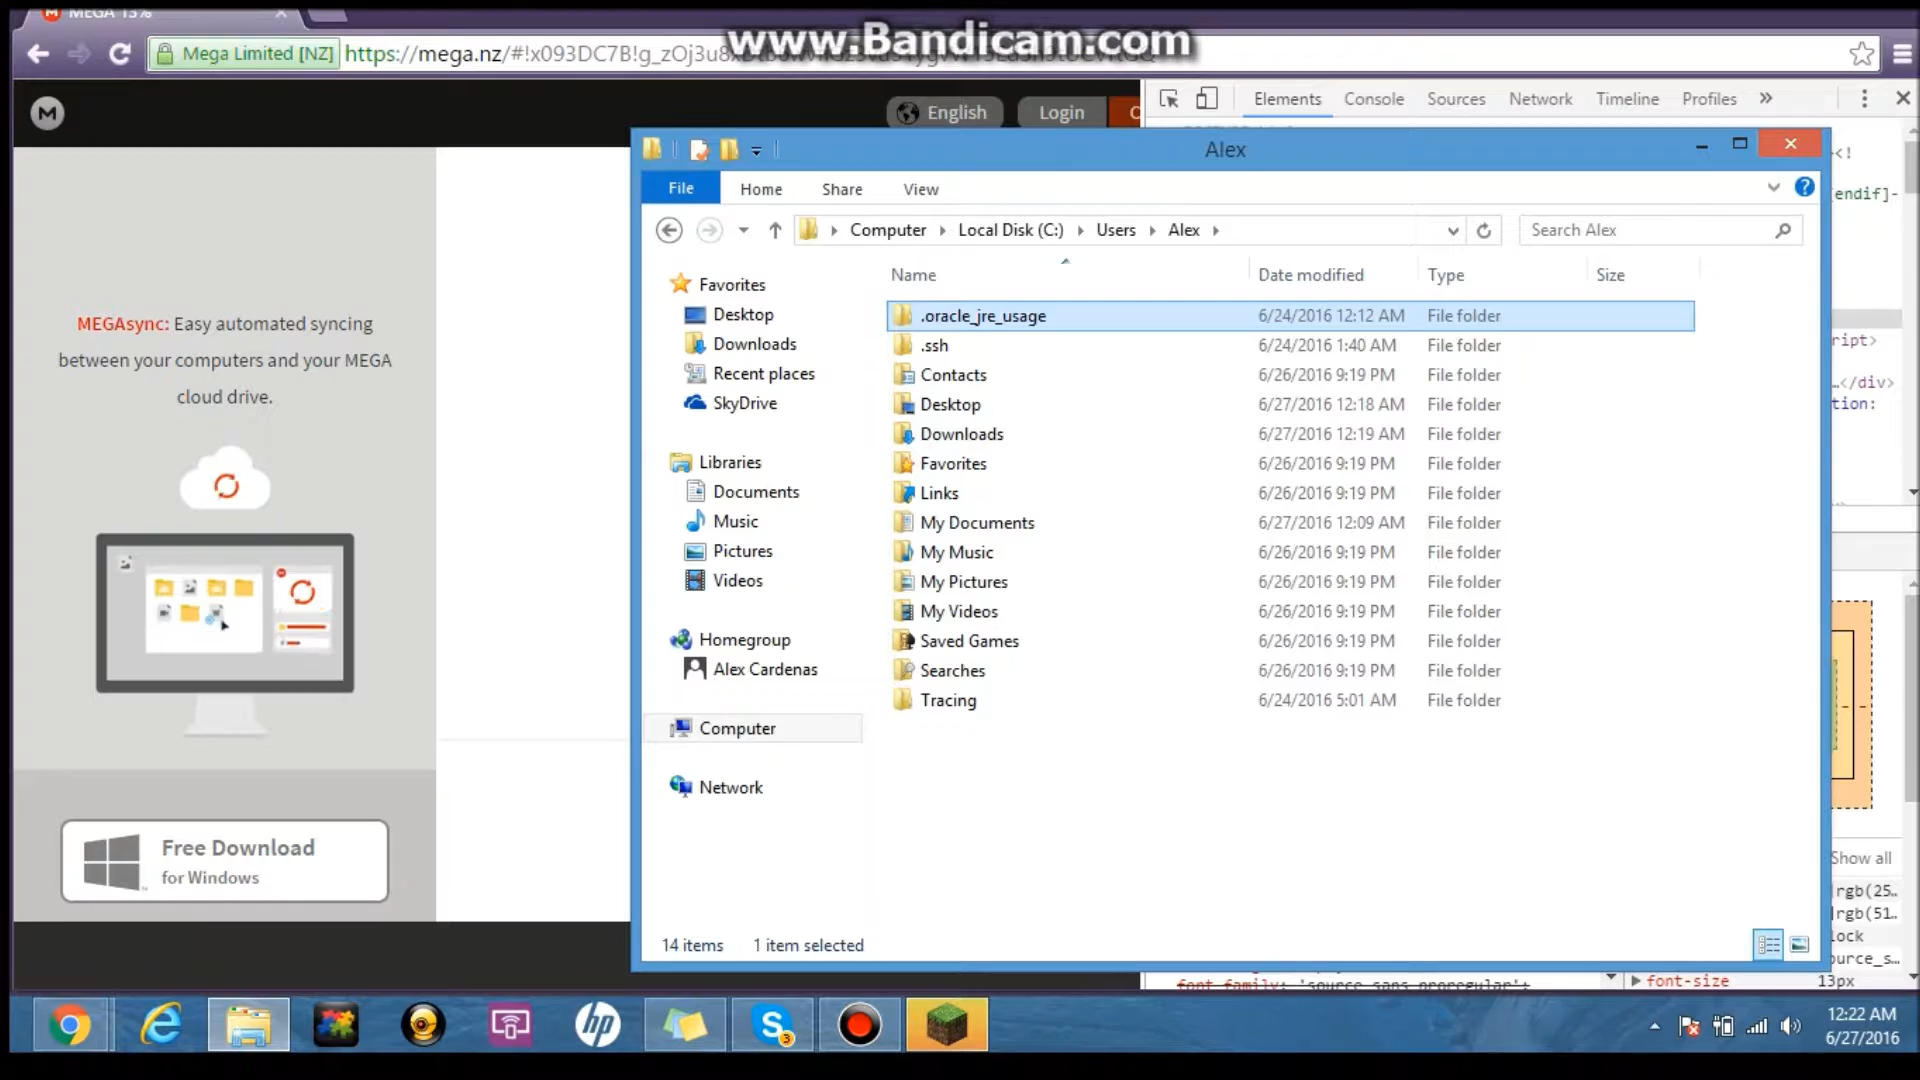 MEGA 13%
www.Bandicam.com
Mega Limited [NZ] https://mega.nz/#!x093DC7B!g_zOj3u8
English
Login
Elements Console Sources Network Timeline Profiles »
Alex
File Home Share View
Computer Local Disk (C:) Users Alex
Search Alex
Name Date modified Type Size
Favorites
Desktop
Downloads
Recent places
SkyDrive
Libraries
Documents
Music
Pictures
Videos
Homegroup
Alex Cardenas
Computer
Network
.oracle_jre_usage 6/24/2016 12:12 AM File folder
.ssh 6/24/2016 1:40 AM File folder
Contacts 6/26/2016 9:19 PM File folder
Desktop 6/27/2016 12:18 AM File folder
Downloads 6/27/2016 12:19 AM File folder
Favorites 6/26/2016 9:19 PM File folder
Links 6/26/2016 9:19 PM File folder
My Documents 6/27/2016 12:09 AM File folder
My Music 6/26/2016 9:19 PM File folder
My Pictures 6/26/2016 9:19 PM File folder
My Videos 6/26/2016 9:19 PM File folder
Saved Games 6/26/2016 9:19 PM File folder
Searches 6/26/2016 9:19 PM File folder
Tracing 6/24/2016 5:01 AM File folder
14 items 1 item selected
MEGAsync: Easy automated syncing
between your computers and your MEGA
cloud drive.
Free Download
for Windows
<!
endif]-
ript>
…</div>
tion:
Show all
rgb(25…
rgb(51…
lock
ource_s…
font-family: 'source_sans_proregular';
font-size 13px
hp
S
3
12:22 AM
6/27/2016